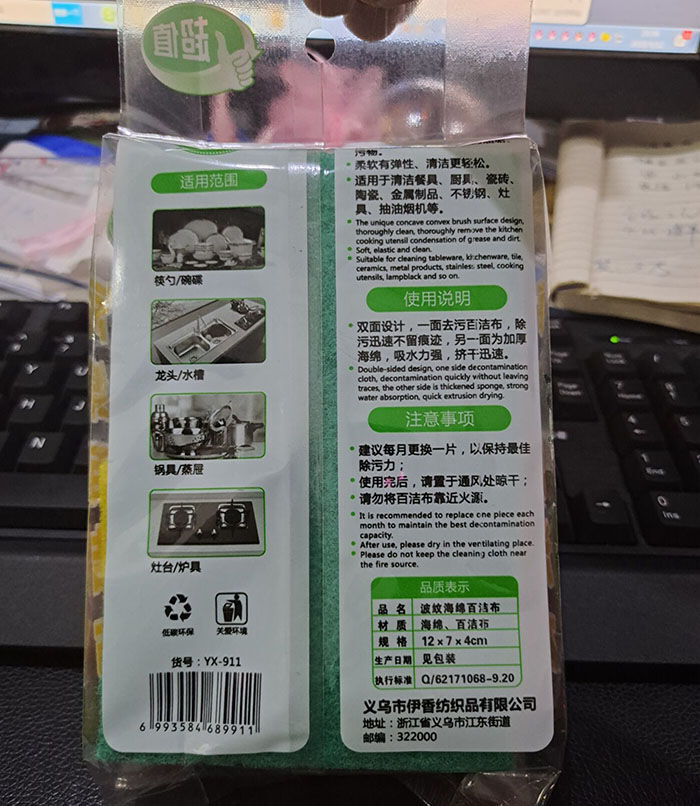 超值
适用范围
筷勺/碗碟
龙头/水槽
锅具/蒸屉
灶台/炉具
低碳环保
关爱环境
货号：YX-911
6 993584 689911
污物。
柔软有弹性、清洁更轻松。
适用于清洁餐具、厨具、瓷砖、
陶瓷、金属制品、不锈钢、灶
具、抽油烟机等。
The unique concave convex brush surface design,
thoroughly clean, thoroughly remove the kitchen
cooking utensil condensation of grease and dirt.
Soft, elastic and clean.
Suitable for cleaning tableware, kitchenware, tile,
ceramics, metal products, stainless steel, cooking
utensils, lampblack and so on.
使用说明
双面设计，一面去污百洁布，除
污迅速不留痕迹，另一面为加厚
海绵，吸水力强，挤干迅速。
Double-sided design, one side decontamination
cloth, decontamination quickly without leaving
traces, the other side is thickened sponge, strong
water absorption, quick extrusion drying.
注意事项
建议每月更换一片，以保持最佳
除污力；
使用完后，请置于通风处晾干；
请勿将百洁布靠近火源。
It is recommended to replace one piece each
month to maintain the best decontamination
capacity.
After use, please dry in the ventilating place.
Please do not keep the cleaning cloth near
the fire source.
品质表示
品 名 波纹海绵百洁布
材 质 海绵、百洁布
规 格 12×7×4cm
生产日期 见包装
执行标准 Q/62171068-9.20
义乌市伊香纺织品有限公司
地址：浙江省义乌市江东街道
邮编：322000
Enter
End
0
Ins